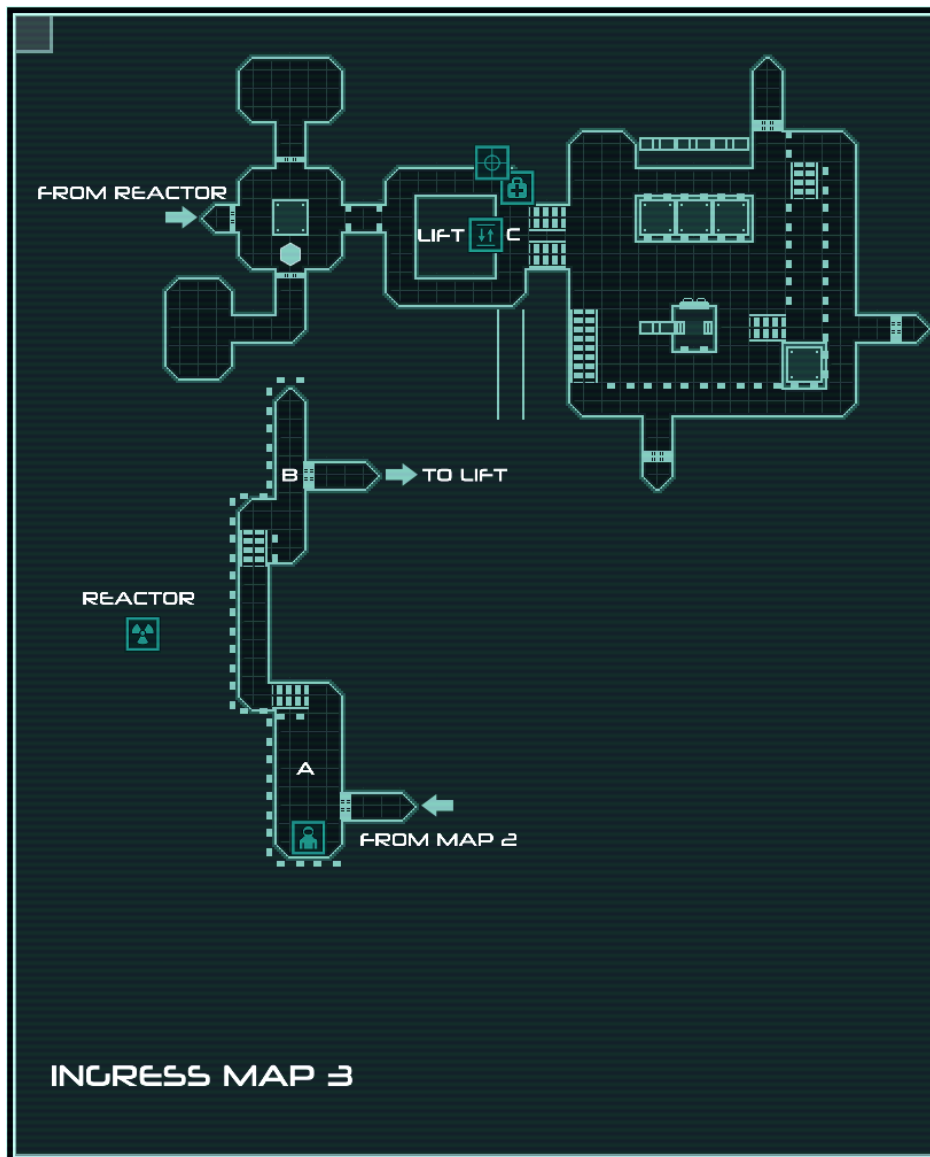 FROM REACTOR
LIFT
C
B
TO LIFT
REACTOR
A
FROM MAP 2
INGRESS MAP 3